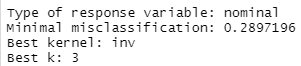 Type of response variable: nominal
Minimal misclassification: 0.2897196
Best kernel: inv
Best k: 3